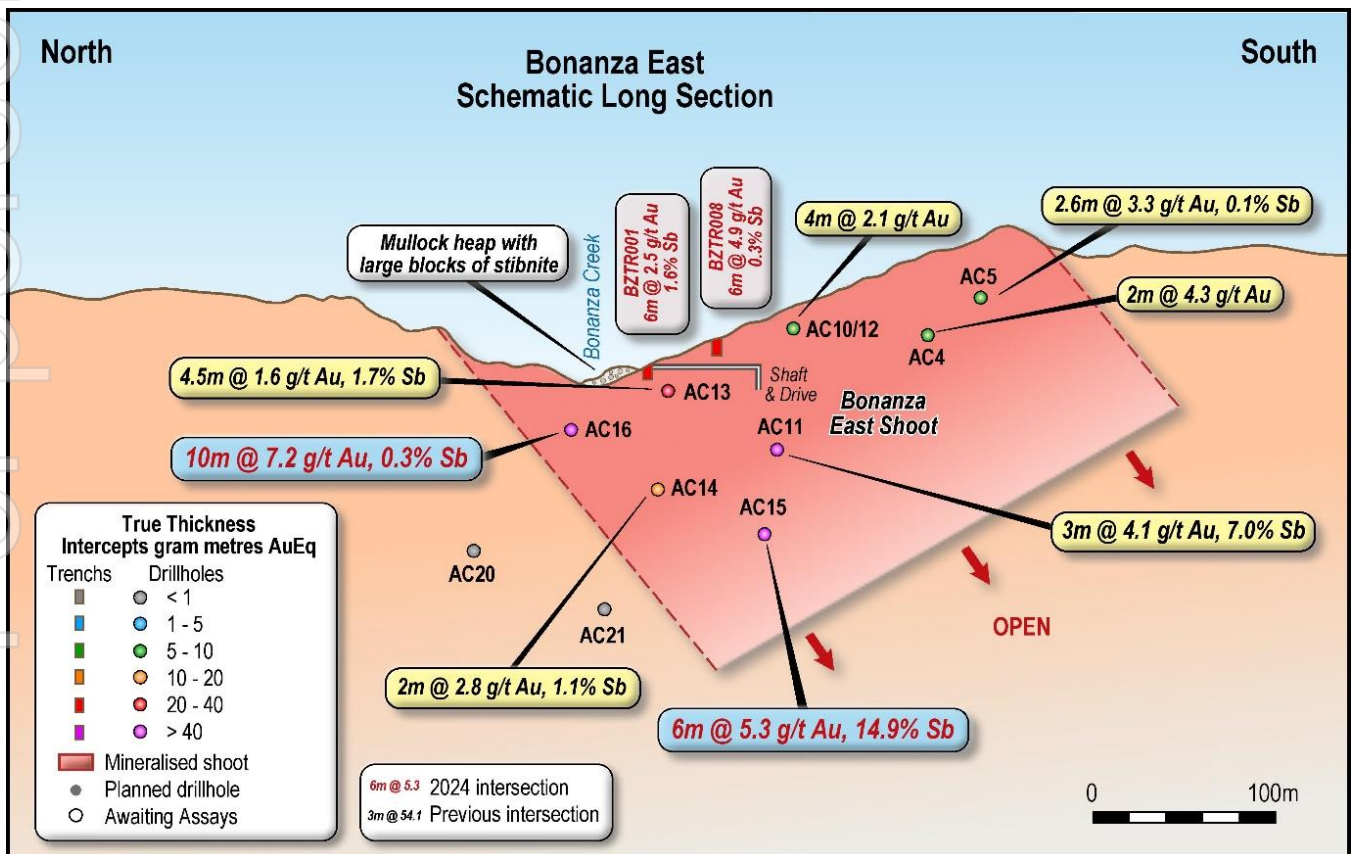 North
Bonanza East
Schematic Long Section
South
Mullock heap with
large blocks of stibnite
Bonanza Creek
BZTR001
6m @ 2.5 g/t Au
1.6% Sb
BZTR008
6m @ 4.9 g/t Au
0.3% Sb
4m @ 2.1 g/t Au
2.6m @ 3.3 g/t Au, 0.1% Sb
AC5
2m @ 4.3 g/t Au
AC10/12
AC4
4.5m @ 1.6 g/t Au, 1.7% Sb
AC13
Shaft
& Drive
Bonanza
East Shoot
AC16
AC11
10m @ 7.2 g/t Au, 0.3% Sb
AC14
AC15
3m @ 4.1 g/t Au, 7.0% Sb
AC20
AC21
OPEN
2m @ 2.8 g/t Au, 1.1% Sb
6m @ 5.3 g/t Au, 14.9% Sb
True Thickness
Intercepts gram metres AuEq
Trenchs Drillholes
< 1
1 - 5
5 - 10
10 - 20
20 - 40
> 40
Mineralised shoot
Planned drillhole
Awaiting Assays
6m @ 5.3 2024 intersection
3m @ 54.1 Previous intersection
0 100m